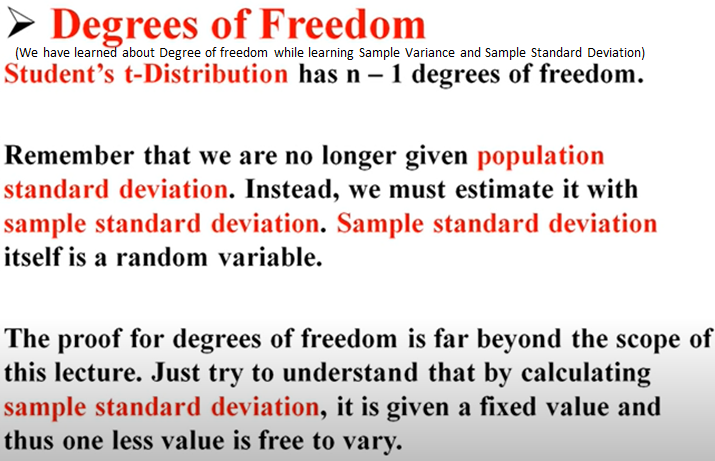 ➢ Degrees of Freedom
(We have learned about Degree of freedom while learning Sample Variance and Sample Standard Deviation)
Student's t-Distribution has n – 1 degrees of freedom.
Remember that we are no longer given population
standard deviation. Instead, we must estimate it with
sample standard deviation. Sample standard deviation
itself is a random variable.
The proof for degrees of freedom is far beyond the scope of
this lecture. Just try to understand that by calculating
sample standard deviation, it is given a fixed value and
thus one less value is free to vary.